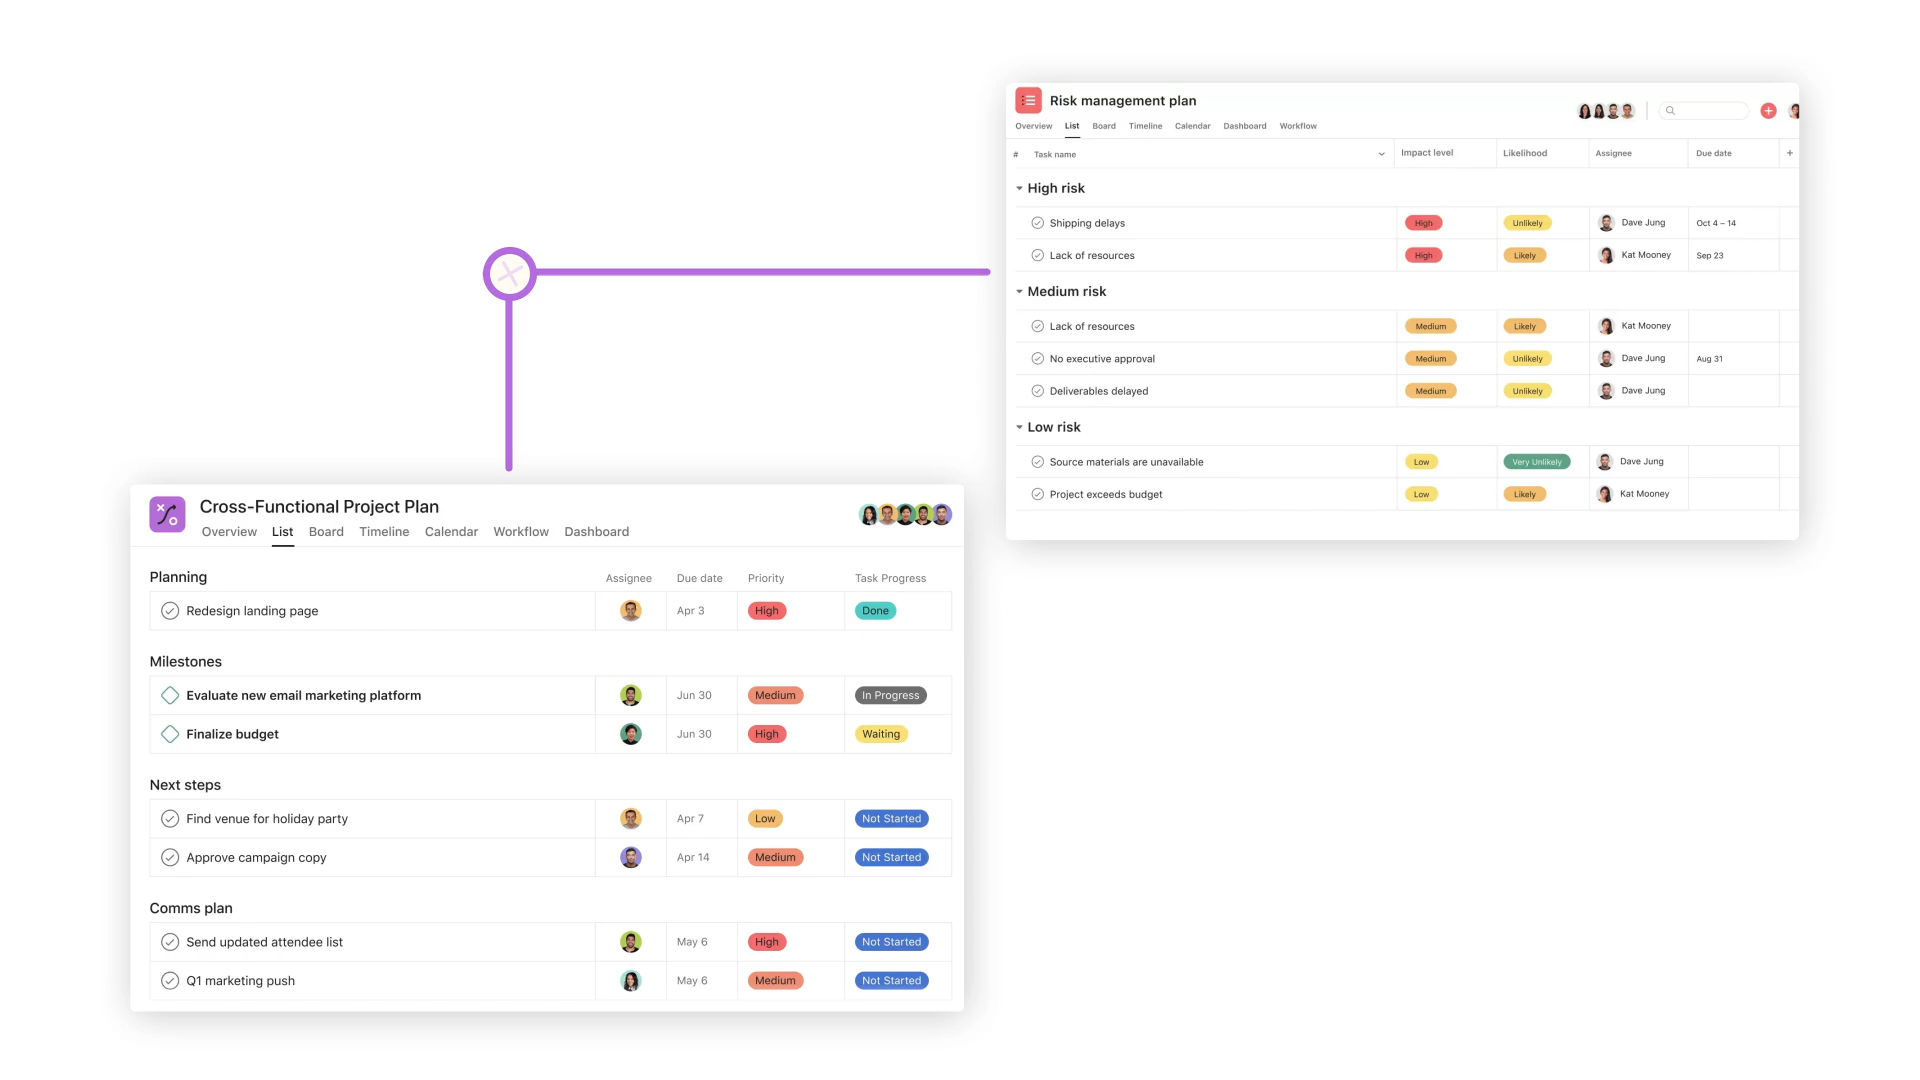 Risk management plan
Overview List Board Timeline Calendar Dashboard Workflow
# Task name Impact level Likelihood Assignee Due date +
High risk
Shipping delays High Unlikely Dave Jung Oct 4 – 14
Lack of resources High Likely Kat Mooney Sep 23
Medium risk
Lack of resources Medium Likely Kat Mooney
No executive approval Medium Unlikely Dave Jung Aug 31
Deliverables delayed Medium Unlikely Dave Jung
Low risk
Source materials are unavailable Low Very Unlikely Dave Jung
Project exceeds budget Low Likely Kat Mooney
Cross-Functional Project Plan
Overview List Board Timeline Calendar Workflow Dashboard
Planning Assignee Due date Priority Task Progress
Redesign landing page Apr 3 High Done
Milestones
Evaluate new email marketing platform Jun 30 Medium In Progress
Finalize budget Jun 30 High Waiting
Next steps
Find venue for holiday party Apr 7 Low Not Started
Approve campaign copy Apr 14 Medium Not Started
Comms plan
Send updated attendee list May 6 High Not Started
Q1 marketing push May 6 Medium Not Started